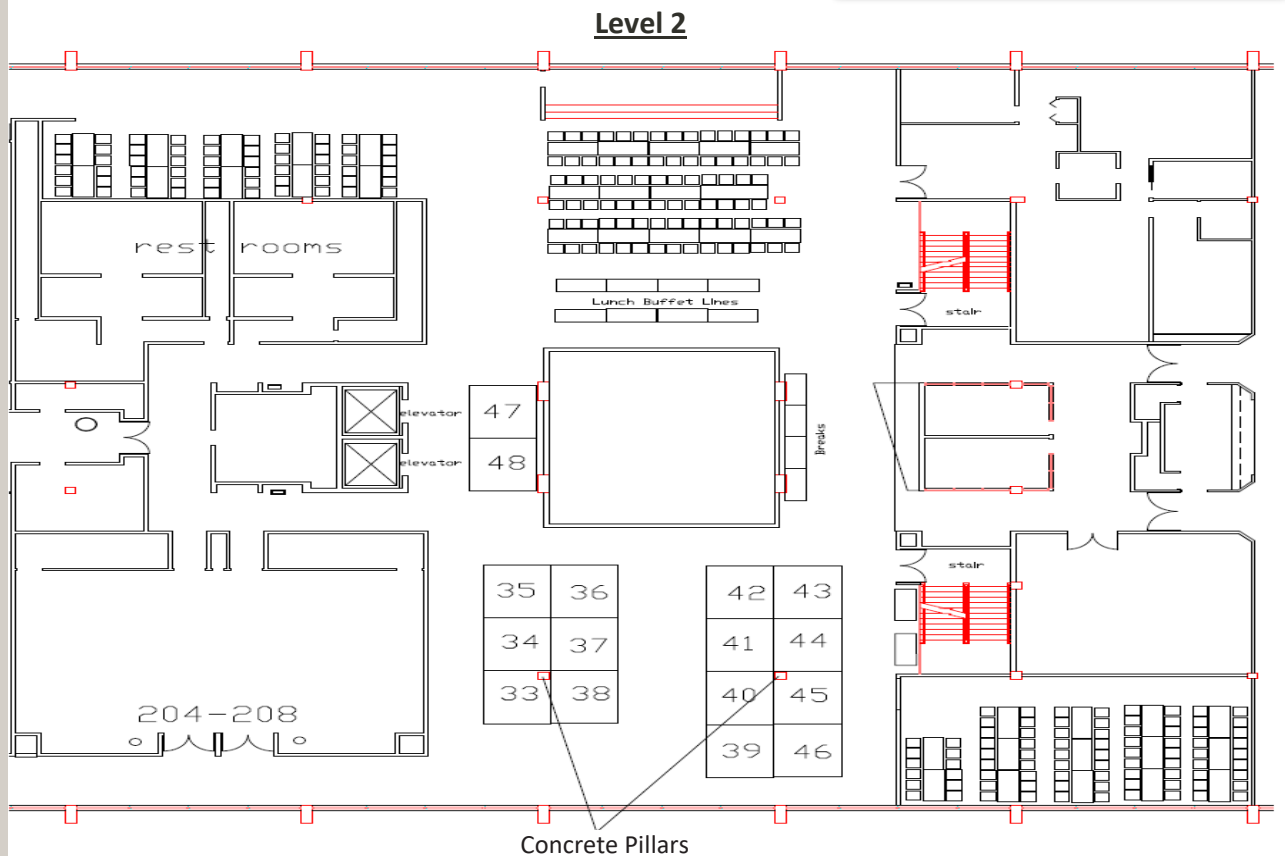 Level 2
rest rooms
Lunch Buffet Lines
stair
elevator
47
elevator
48
Breaks
stair
35 36
42 43
34 37
41 44
33 38
40 45
204-208
39 46
Concrete Pillars